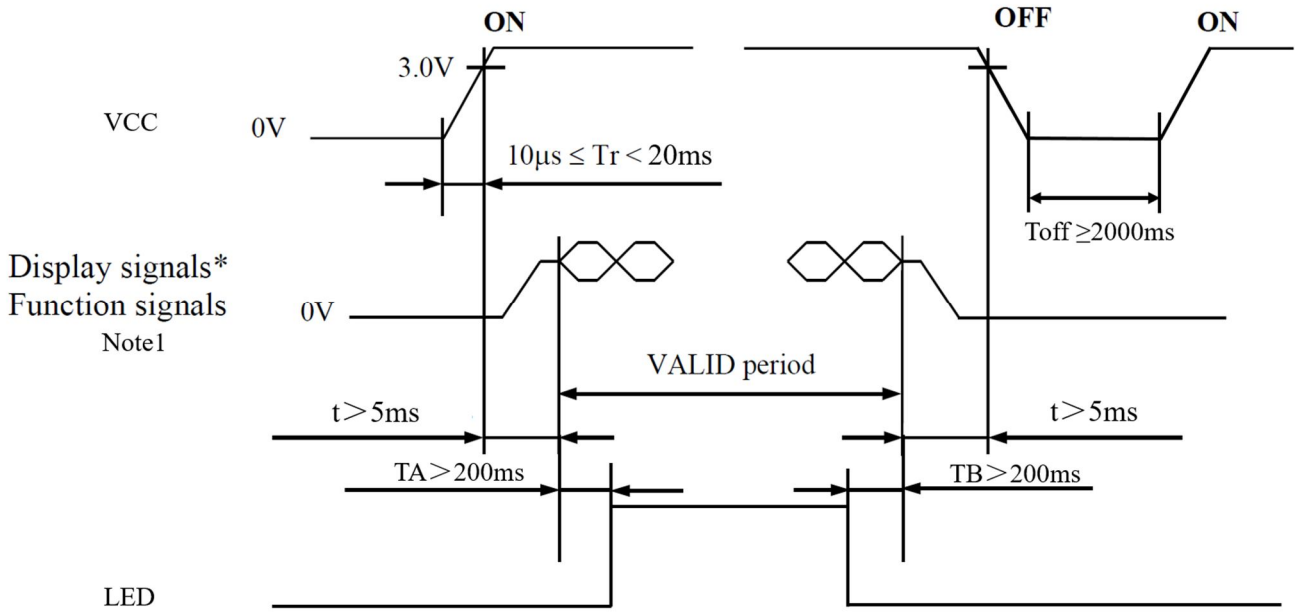 ON
OFF
ON
3.0V
VCC
0V
10μs ≤ Tr < 20ms
Toff ≥2000ms
Display signals*
Function signals
0V
Note1
VALID period
t＞5ms
t＞5ms
TA＞200ms
TB＞200ms
LED